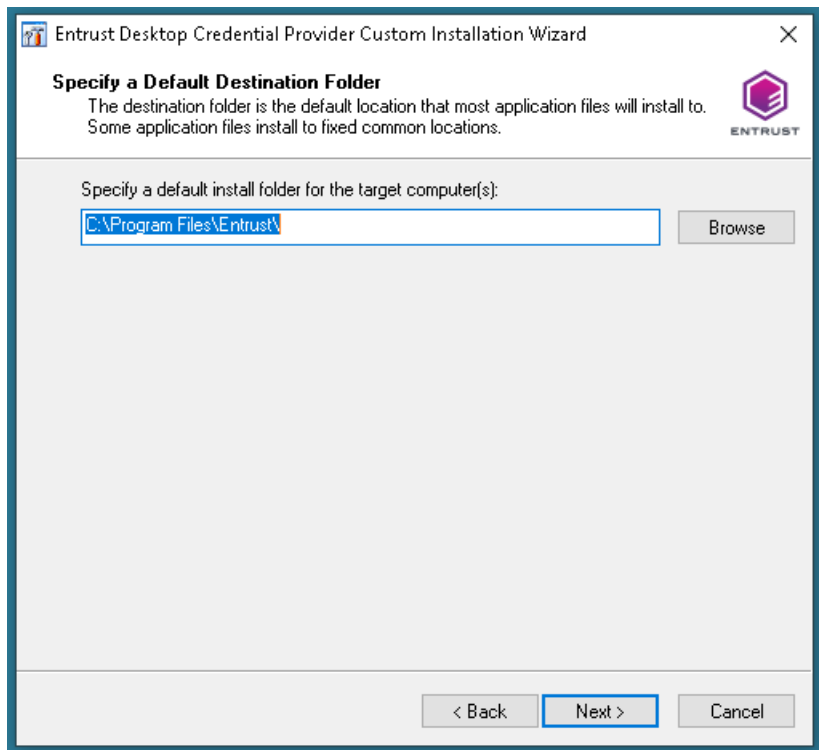 Entrust Desktop Credential Provider Custom Installation Wizard
Specify a Default Destination Folder
The destination folder is the default location that most application files will install to.
Some application files install to fixed common locations.
ENTRUST
Specify a default install folder for the target computer(s):
C:\Program Files\Entrust\
Browse
< Back
Next >
Cancel